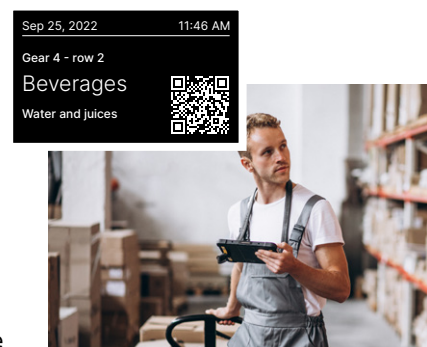 Sep 25, 2022 11:46 AM
Gear 4 - row 2
Beverages
Water and juices